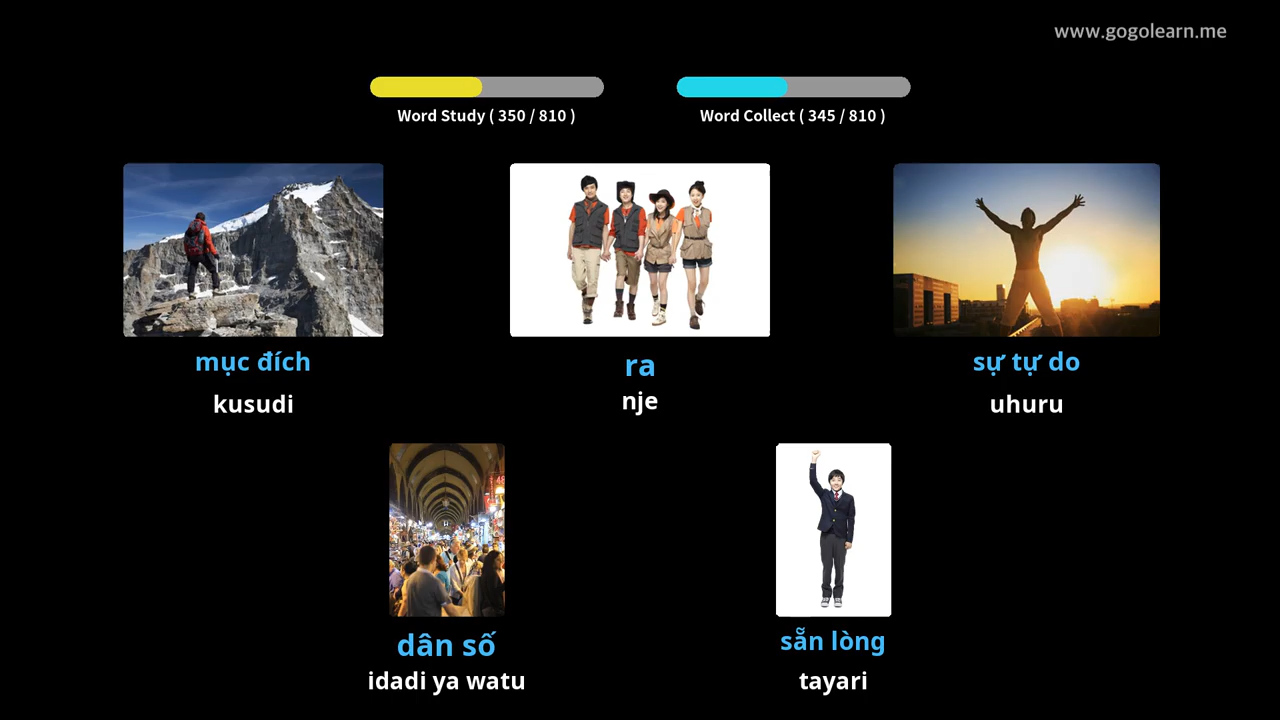 www.gogolearn.me
Word Study ( 350 / 810 )
Word Collect ( 345 / 810 )
mục đích
kusudi
ra
nje
sự tự do
uhuru
dân số
idadi ya watu
sẵn lòng
tayari